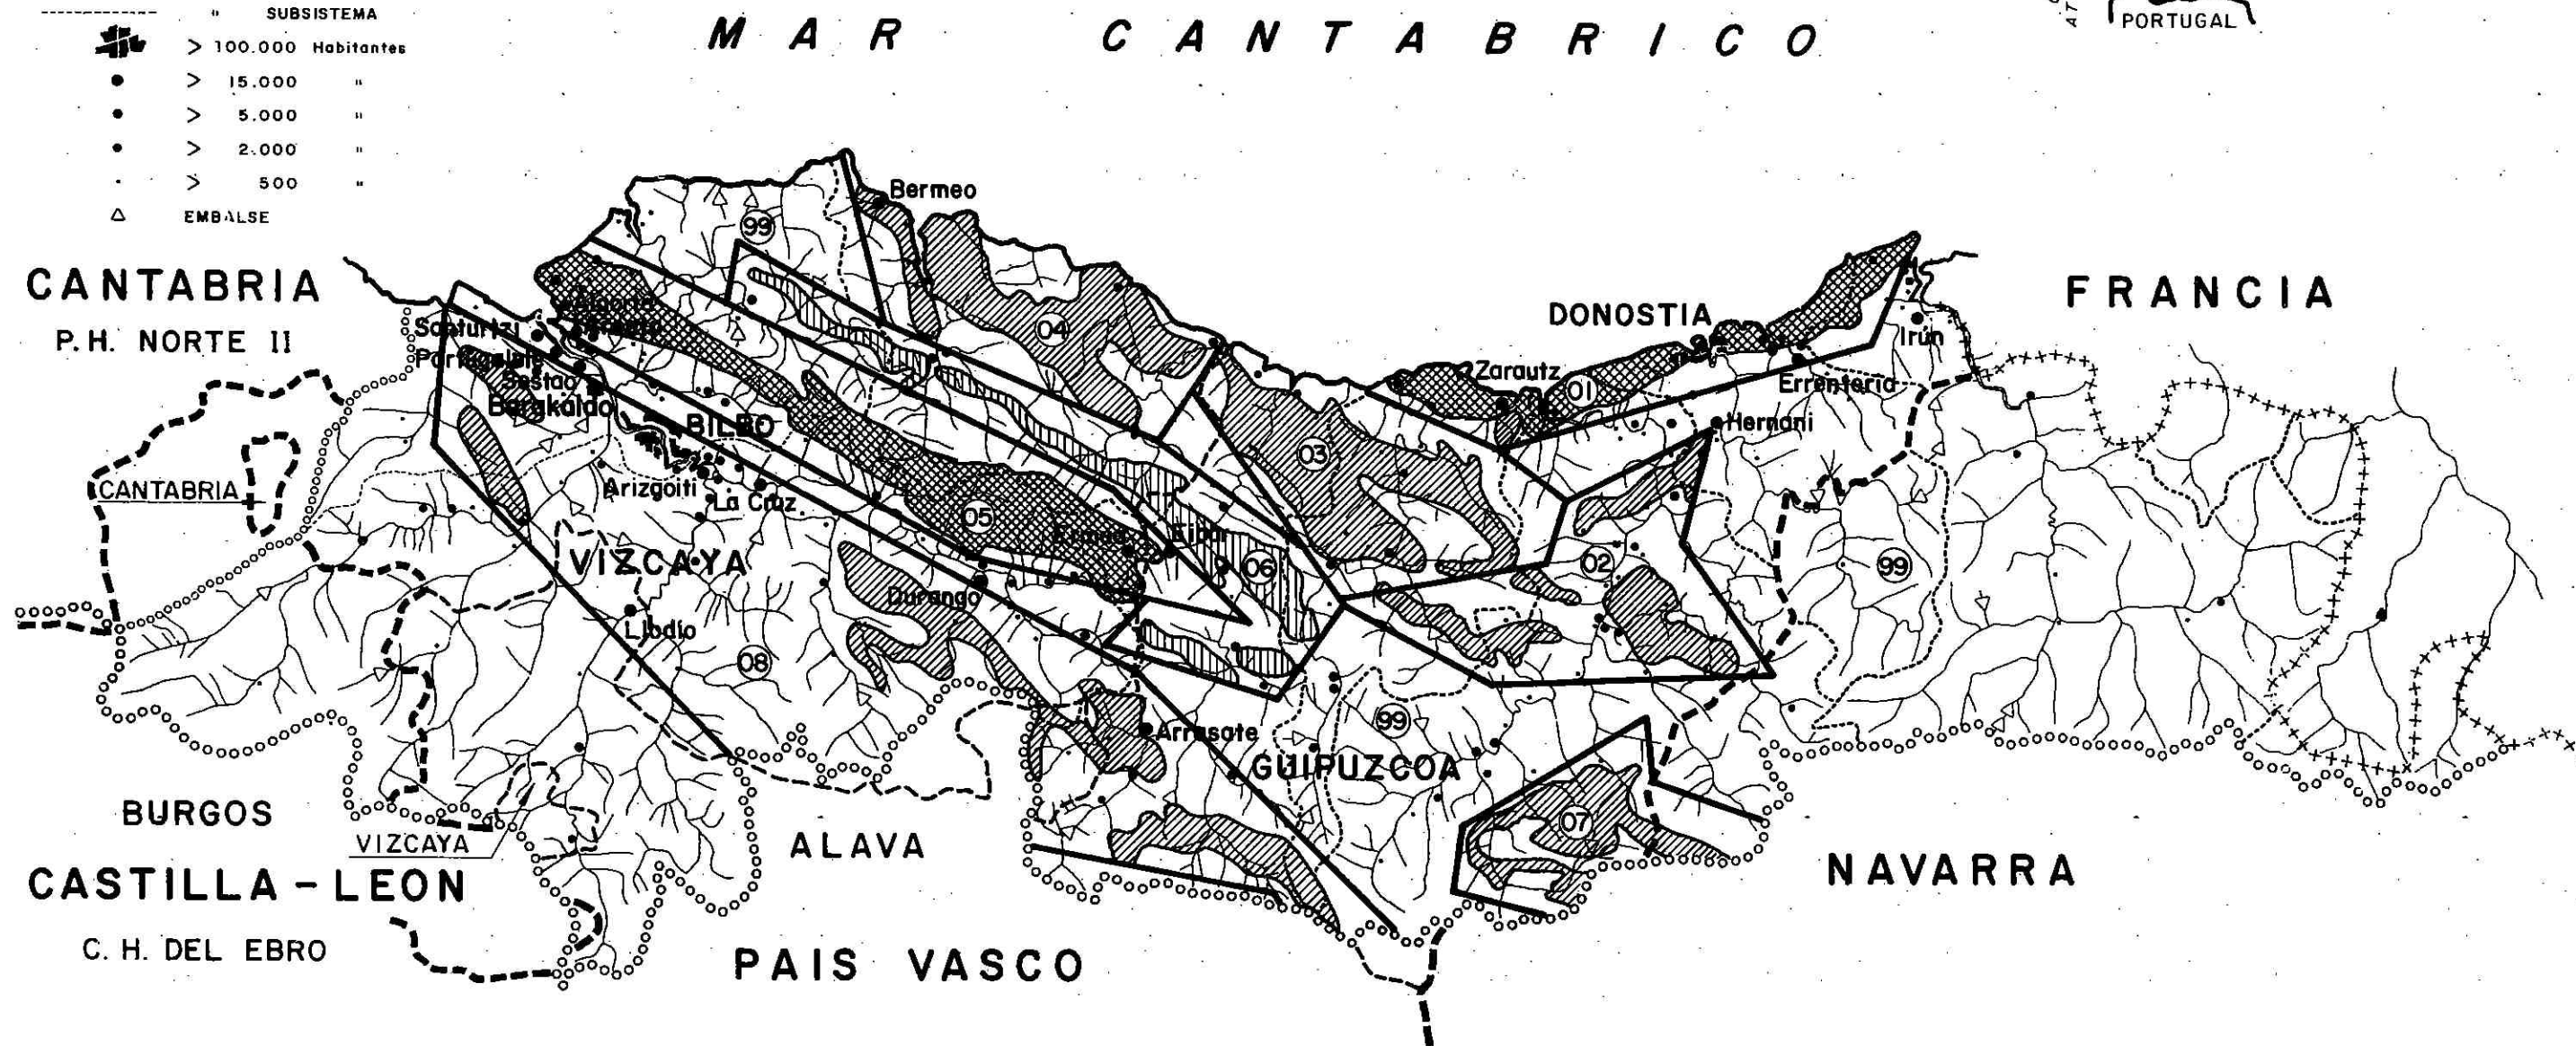 " SUBSISTEMA
> 100.000 Habitantes
> 15.000 "
> 5.000 "
> 2.000 "
> 500 "
EMBALSE
MAR CANTABRICO
PORTUGAL
CANTABRIA
P.H. NORTE II
FRANCIA
Bermeo
99
04
DONOSTIA
Irún
Algorta
Santurtzi
Portugalete
Sestao
Barakaldo
BILBO
Zarautz
01
Errenteria
Hernani
03
CANTABRIA
Arizgoiti
La Cruz
05
Ermua
Eibar
06
02
99
VIZCAYA
Durango
Llodio
08
Arrasate
99
GUIPUZCOA
BURGOS
VIZCAYA
ALAVA
07
NAVARRA
CASTILLA - LEON
C. H. DEL EBRO
PAIS VASCO